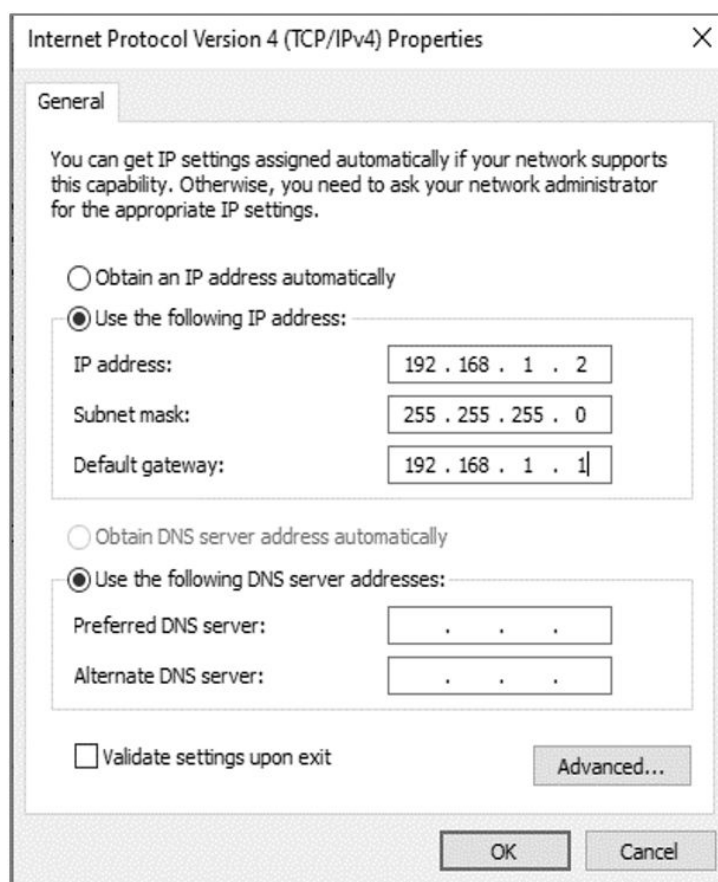 Internet Protocol Version 4 (TCP/IPv4) Properties
General
You can get IP settings assigned automatically if your network supports
this capability. Otherwise, you need to ask your network administrator
for the appropriate IP settings.
Obtain an IP address automatically
Use the following IP address:
IP address: 192 . 168 . 1 . 2
Subnet mask: 255 . 255 . 255 . 0
Default gateway: 192 . 168 . 1 . 1
Obtain DNS server address automatically
Use the following DNS server addresses:
Preferred DNS server: . . .
Alternate DNS server: . . .
Validate settings upon exit
Advanced...
OK Cancel